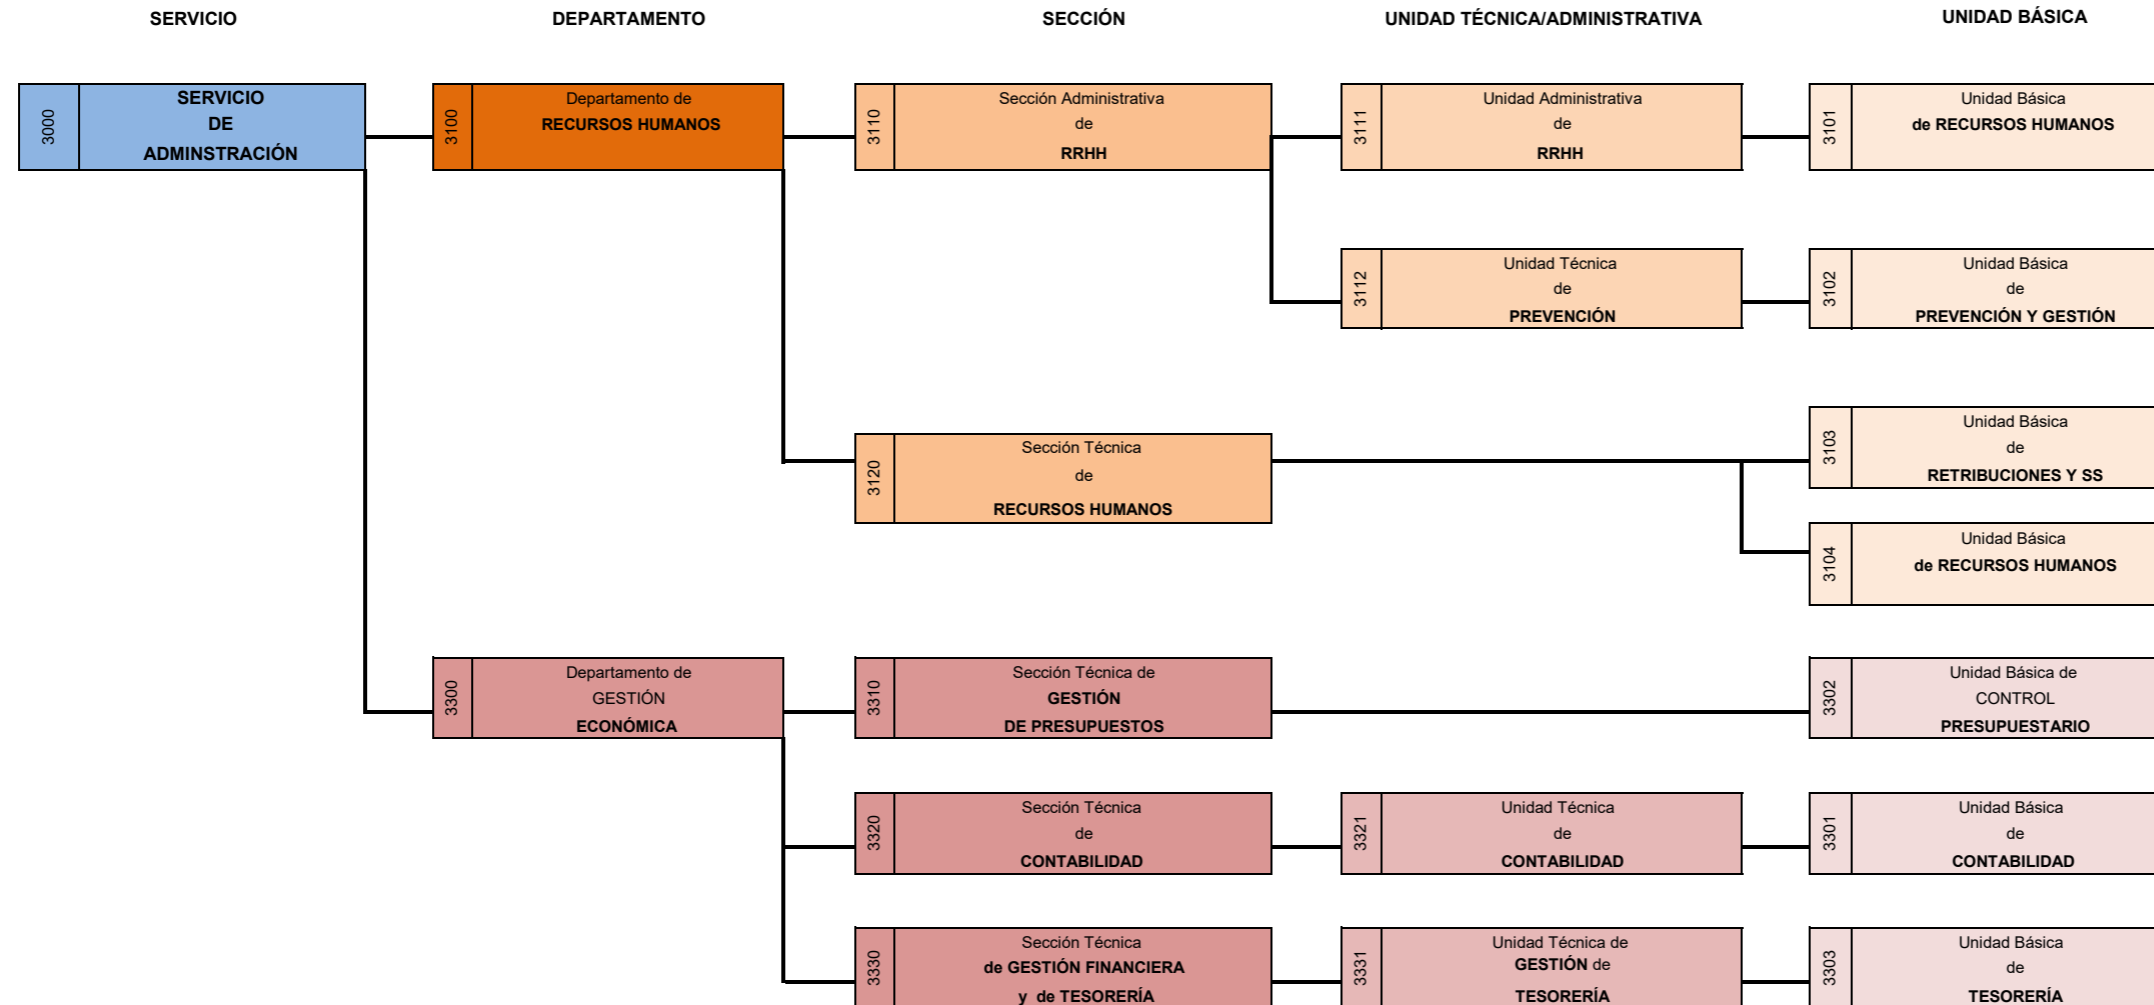 SERVICIO
DEPARTAMENTO
SECCIÓN
UNIDAD TÉCNICA/ADMINISTRATIVA
UNIDAD BÁSICA
3000
SERVICIO
DE
ADMINSTRACIÓN
3100
Departamento de
RECURSOS HUMANOS
3110
Sección Administrativa
de
RRHH
3111
Unidad Administrativa
de
RRHH
3101
Unidad Básica
de RECURSOS HUMANOS
3112
Unidad Técnica
de
PREVENCIÓN
3102
Unidad Básica
de
PREVENCIÓN Y GESTIÓN
3120
Sección Técnica
de
RECURSOS HUMANOS
3103
Unidad Básica
de
RETRIBUCIONES Y SS
3104
Unidad Básica
de RECURSOS HUMANOS
3300
Departamento de
GESTIÓN
ECONÓMICA
3310
Sección Técnica de
GESTIÓN
DE PRESUPUESTOS
3302
Unidad Básica de
CONTROL
PRESUPUESTARIO
3320
Sección Técnica
de
CONTABILIDAD
3321
Unidad Técnica
de
CONTABILIDAD
3301
Unidad Básica
de
CONTABILIDAD
3330
Sección Técnica
de GESTIÓN FINANCIERA
y de TESORERÍA
3331
Unidad Técnica de
GESTIÓN de
TESORERÍA
3303
Unidad Básica
de
TESORERÍA